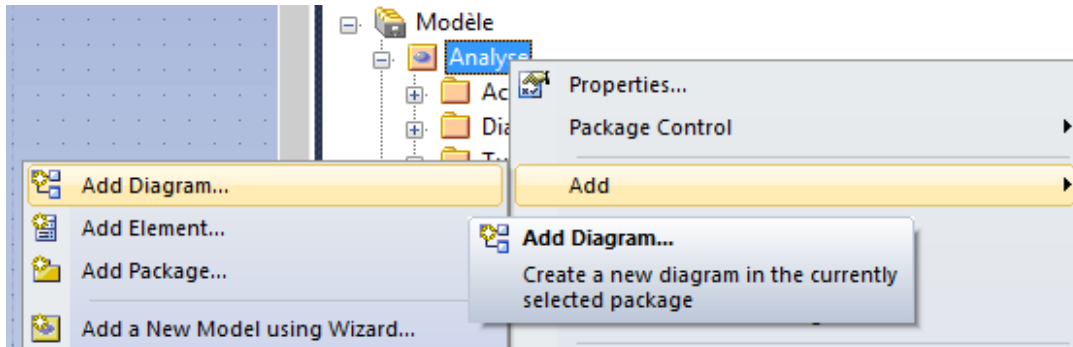 Modèle
Analyse
Properties...
Package Control
Add
Add Diagram...
Add Element...
Add Package...
Add a New Model using Wizard...
Add Diagram...
Create a new diagram in the currently
selected package